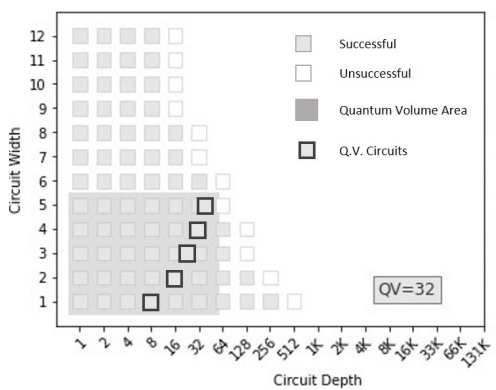 12
11
10
9
8
7
6
5
4
3
2
1
Circuit Width
Successful
Unsuccessful
Quantum Volume Area
Q.V. Circuits
QV=32
1 2 4 8 16 32 64 128 256 512 1K 2K 4K 8K 16K 33K 66K 131K
Circuit Depth